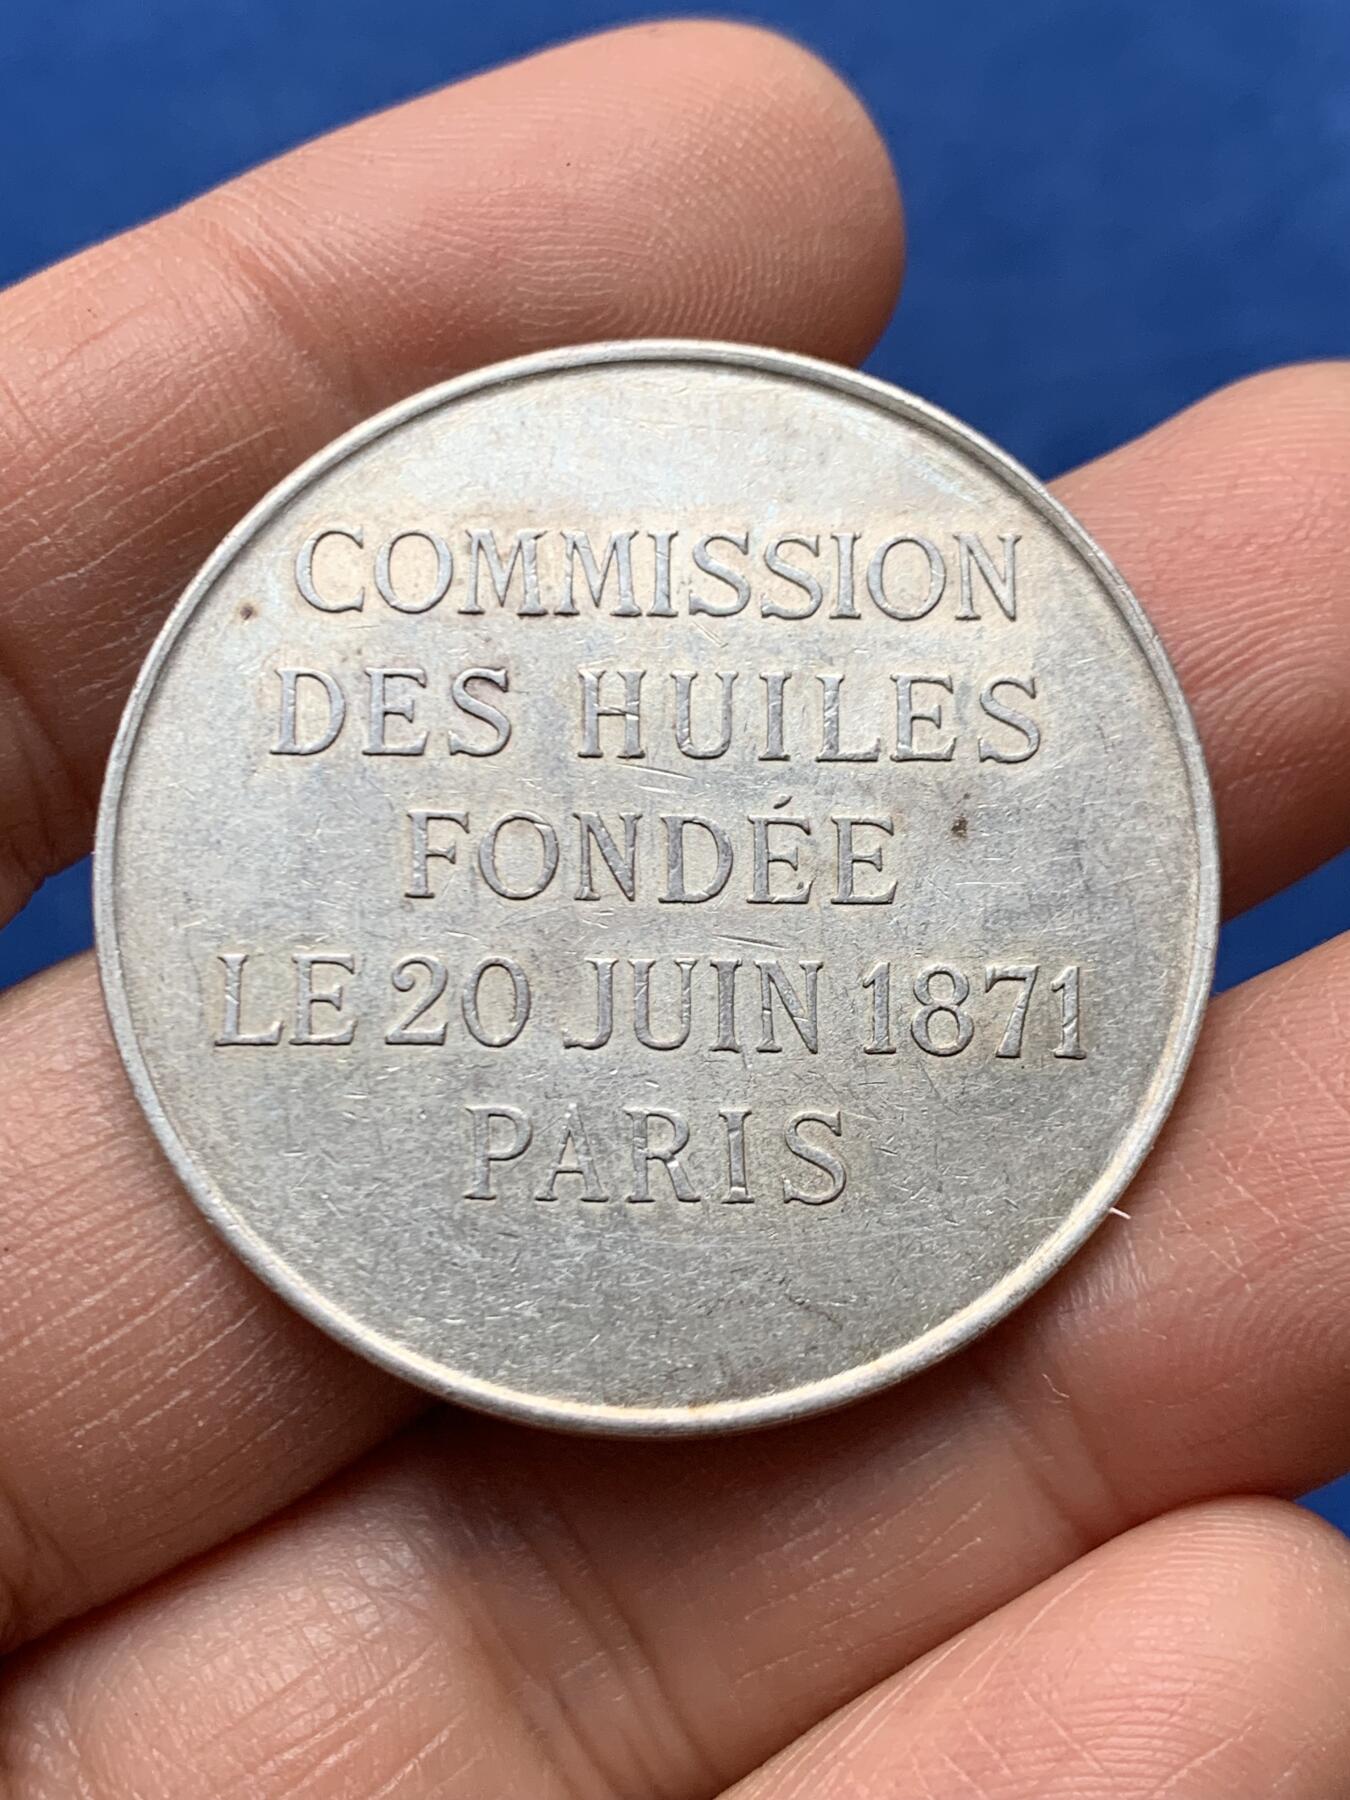 COMMISSION
DES HUILES
FONDÉE
LE 20 JUIN 1871
PARIS